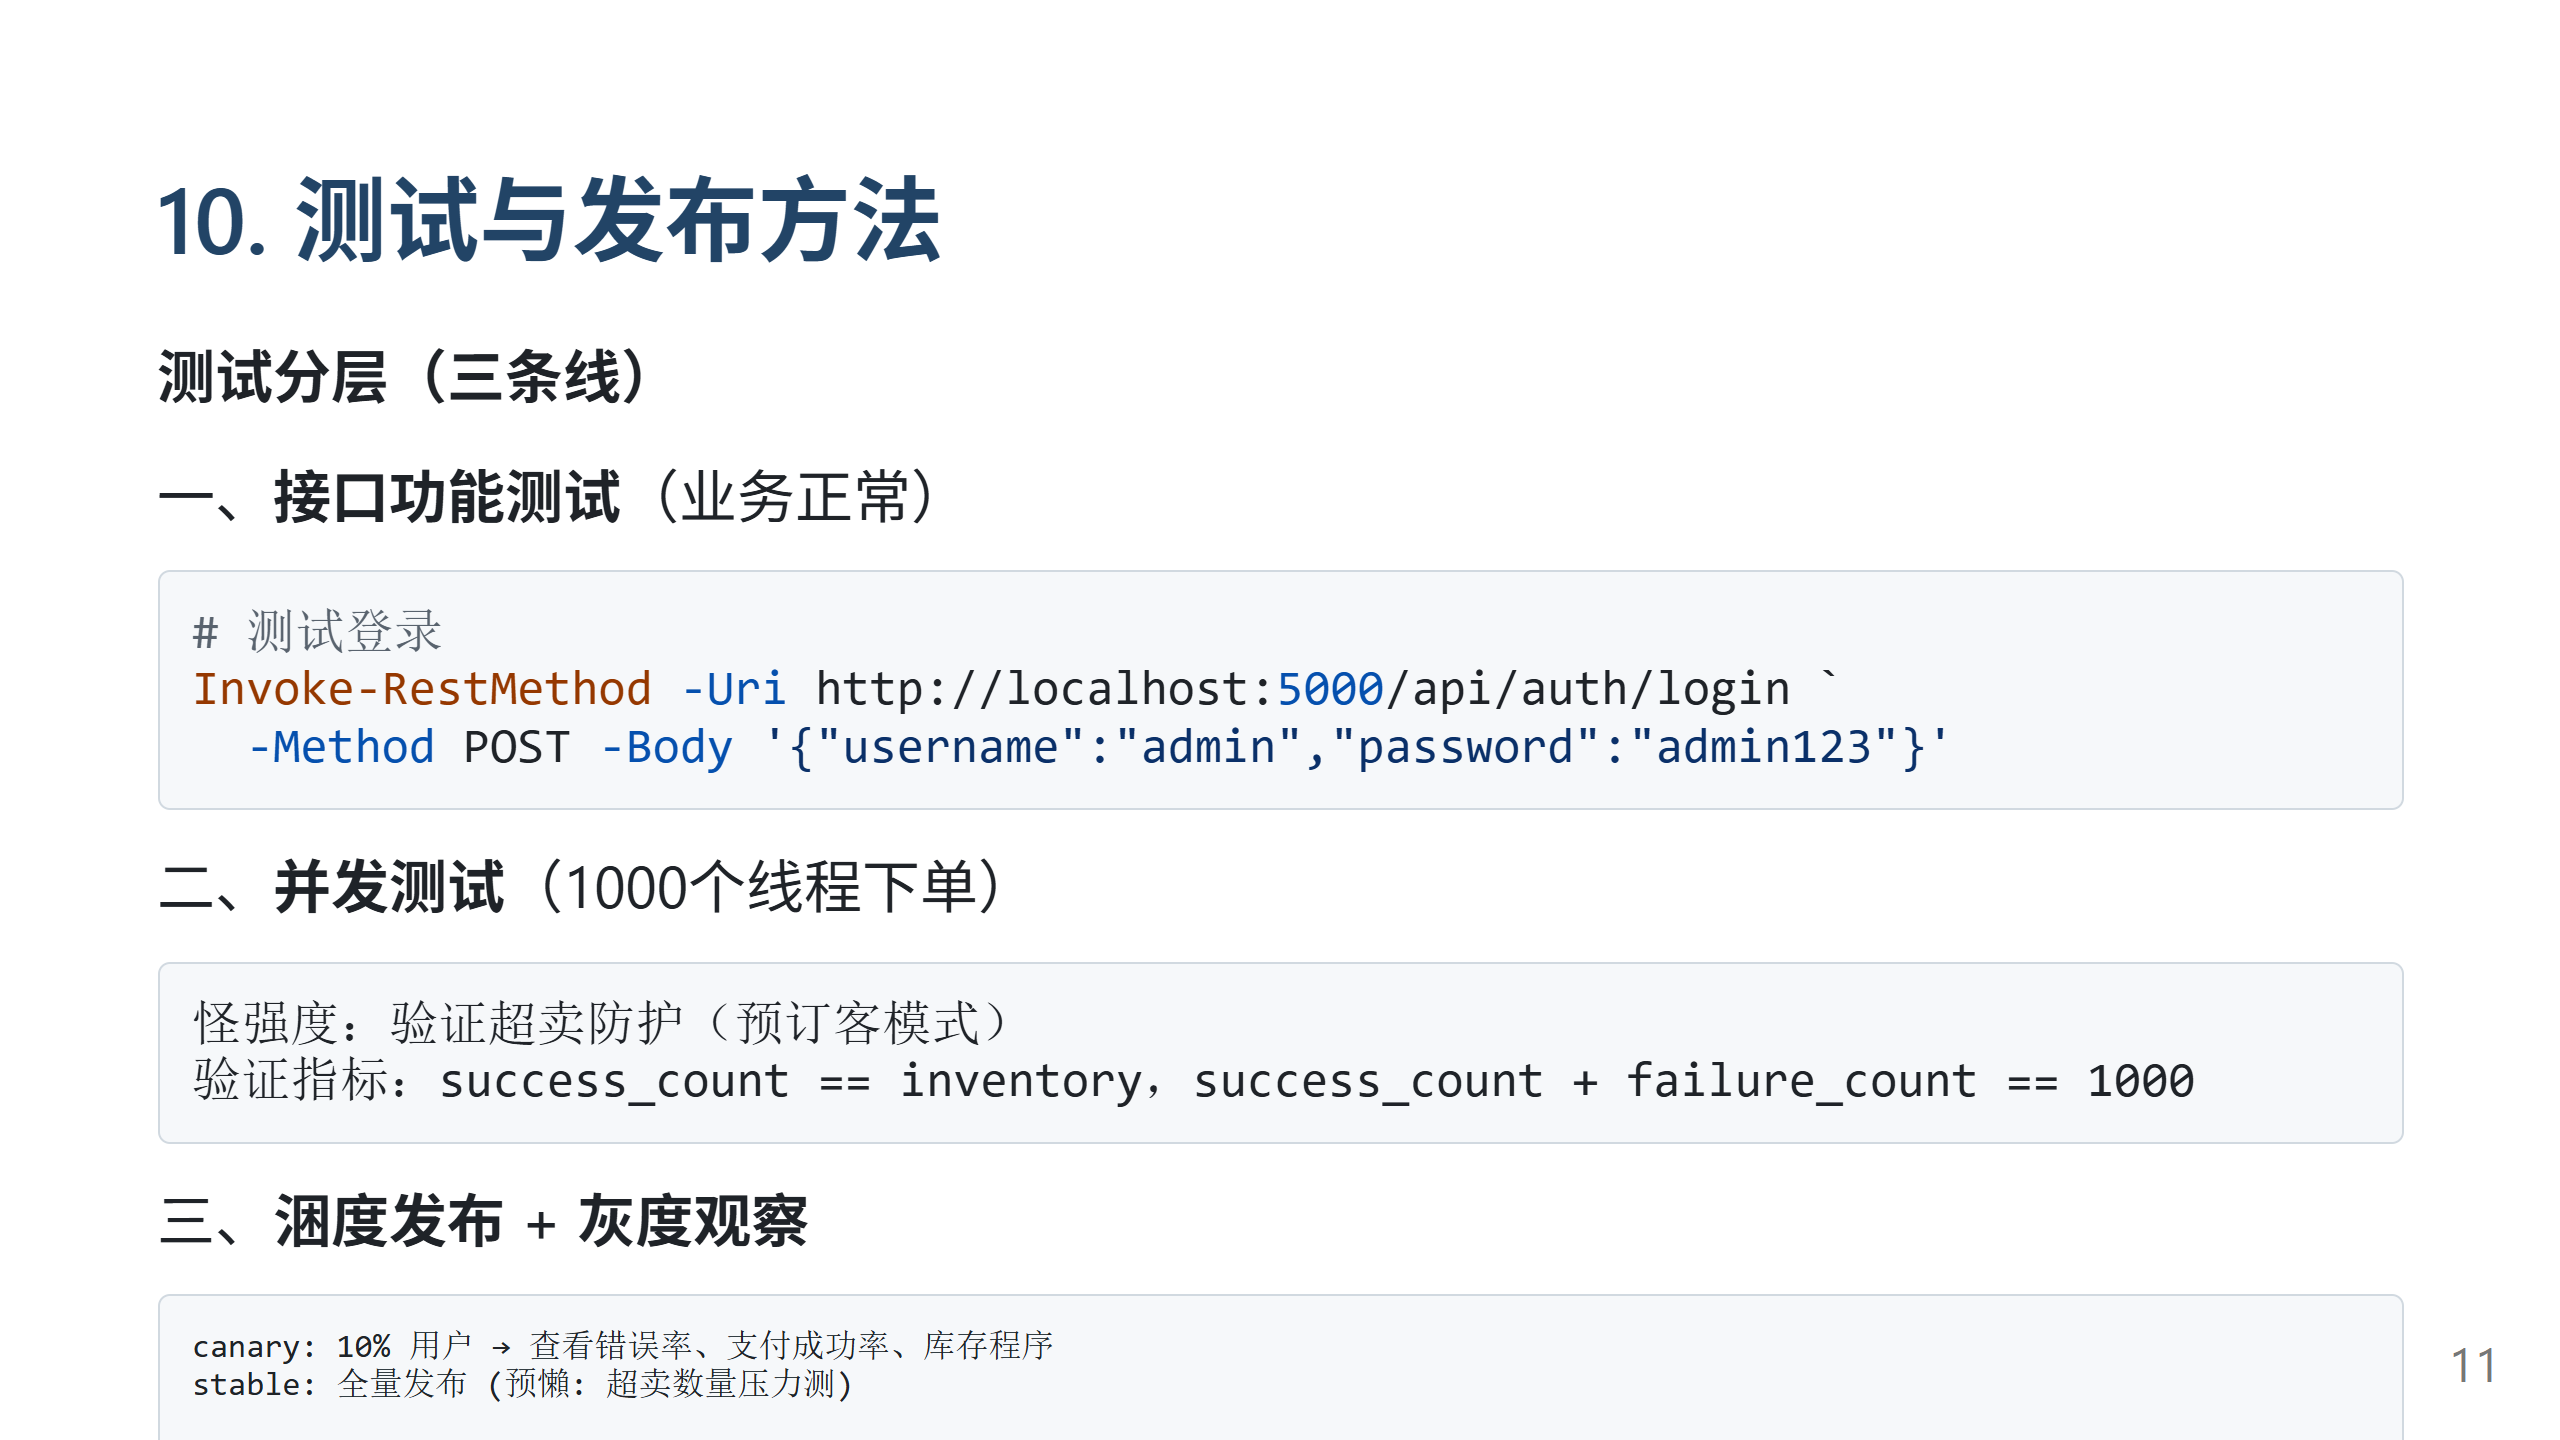 10. 测试与发布方法
测试分层（三条线）
一、接口功能测试（业务正常）
# 测试登录
Invoke-RestMethod -Uri http://localhost:5000/api/auth/login `
  -Method POST -Body '{"username":"admin","password":"admin123"}'
二、并发测试（1000个线程下单）
怪强度：验证超卖防护（预订客模式）
验证指标：success_count == inventory，success_count + failure_count == 1000
三、涃度发布 + 灰度观察
canary: 10% 用户 → 查看错误率、支付成功率、库存程序
stable: 全量发布 (预懒: 超卖数量压力测)
11